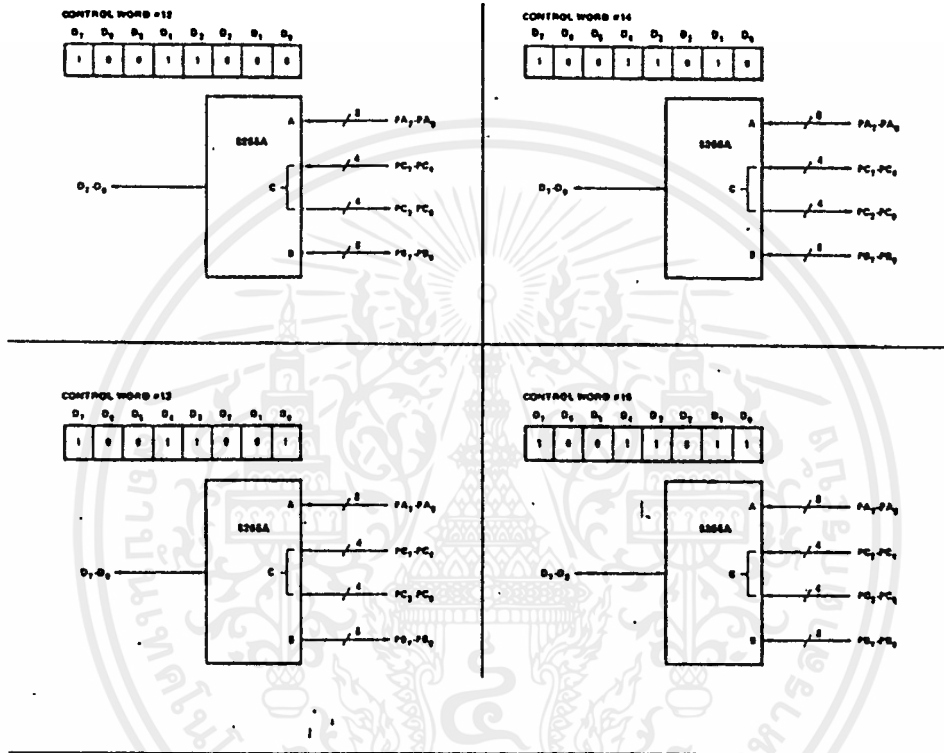 CONTROL WORD #12
D7 D6 D5 D4 D3 D2 D1 D0
1 0 0 1 1 0 0 0
8255A
A
8
PA7-PA0
4
PC7-PC4
C
D7-D0
4
PC3-PC0
B
8
PB7-PB0
CONTROL WORD #14
D7 D6 D5 D4 D3 D2 D1 D0
1 0 0 1 1 0 1 0
8255A
A
8
PA7-PA0
4
PC7-PC4
C
D7-D0
4
PC3-PC0
B
8
PB7-PB0
CONTROL WORD #13
D7 D6 D5 D4 D3 D2 D1 D0
1 0 0 1 1 0 0 1
8255A
A
8
PA7-PA0
4
PC7-PC4
C
D7-D0
4
PC3-PC0
B
8
PB7-PB0
CONTROL WORD #15
D7 D6 D5 D4 D3 D2 D1 D0
1 0 0 1 1 0 1 1
8255A
A
8
PA7-PA0
4
PC7-PC4
C
D7-D0
4
PC3-PC0
B
8
PB7-PB0